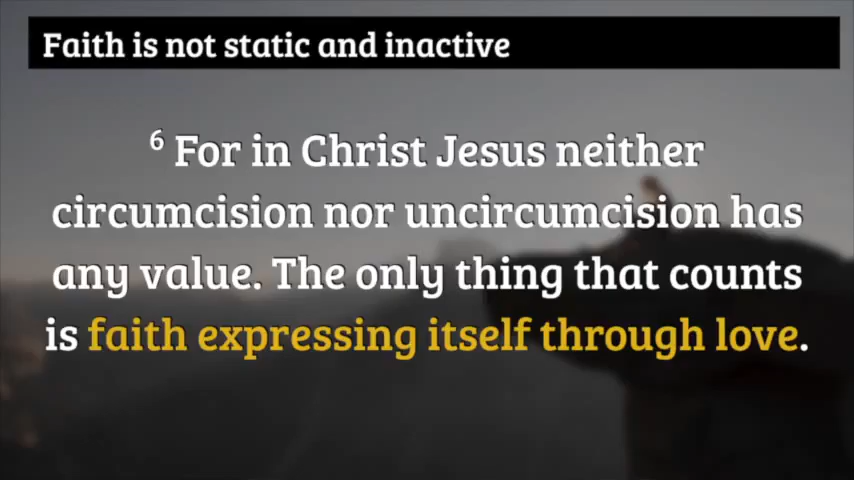 Faith is not static and inactive
⁶ For in Christ Jesus neither
circumcision nor uncircumcision has
any value. The only thing that counts
is faith expressing itself through love.